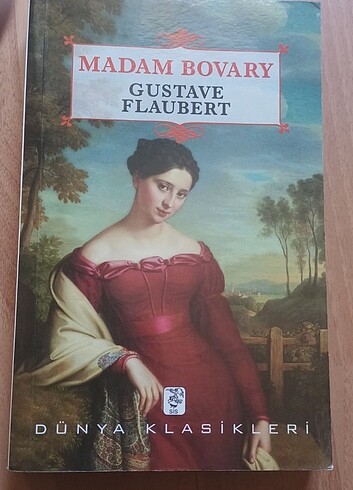 MADAM BOVARY
GUSTAVE
FLAUBERT
SİS
DÜNYA KLASİKLERİ